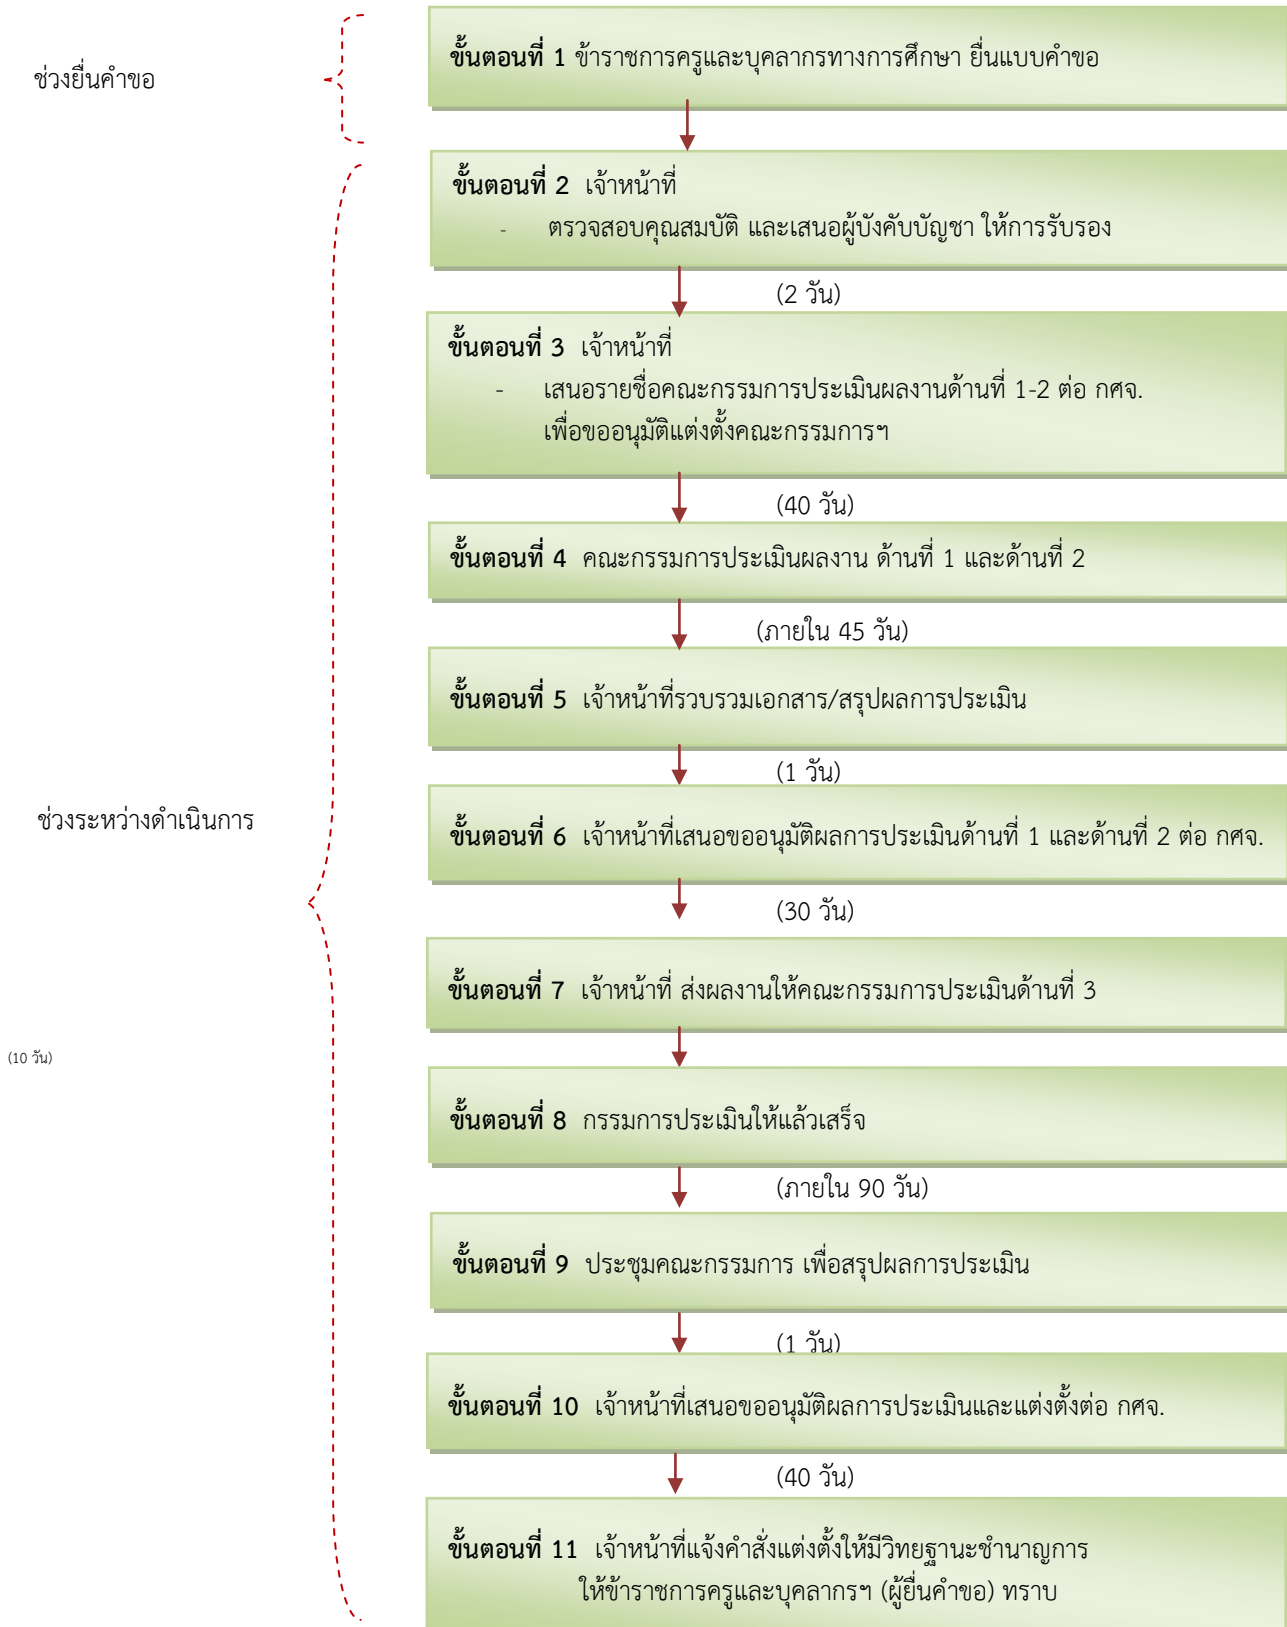 ช่วงยื่นคำขอ
ขั้นตอนที่ 1 ข้าราชการครูและบุคลากรทางการศึกษา ยื่นแบบคำขอ
ขั้นตอนที่ 2 เจ้าหน้าที่
- ตรวจสอบคุณสมบัติ และเสนอผู้บังคับบัญชา ให้การรับรอง
(2 วัน)
ขั้นตอนที่ 3 เจ้าหน้าที่
- เสนอรายชื่อคณะกรรมการประเมินผลงานด้านที่ 1-2 ต่อ กศจ.
เพื่อขออนุมัติแต่งตั้งคณะกรรมการฯ
(40 วัน)
ขั้นตอนที่ 4 คณะกรรมการประเมินผลงาน ด้านที่ 1 และด้านที่ 2
(ภายใน 45 วัน)
ขั้นตอนที่ 5 เจ้าหน้าที่รวบรวมเอกสาร/สรุปผลการประเมิน
(1 วัน)
ช่วงระหว่างดำเนินการ
ขั้นตอนที่ 6 เจ้าหน้าที่เสนอขออนุมัติผลการประเมินด้านที่ 1 และด้านที่ 2 ต่อ กศจ.
(30 วัน)
ขั้นตอนที่ 7 เจ้าหน้าที่ ส่งผลงานให้คณะกรรมการประเมินด้านที่ 3
(10 วัน)
ขั้นตอนที่ 8 กรรมการประเมินให้แล้วเสร็จ
(ภายใน 90 วัน)
ขั้นตอนที่ 9 ประชุมคณะกรรมการ เพื่อสรุปผลการประเมิน
(1 วัน)
ขั้นตอนที่ 10 เจ้าหน้าที่เสนอขออนุมัติผลการประเมินและแต่งตั้งต่อ กศจ.
(40 วัน)
ขั้นตอนที่ 11 เจ้าหน้าที่แจ้งคำสั่งแต่งตั้งให้มีวิทยฐานะชำนาญการ
ให้ข้าราชการครูและบุคลากรฯ (ผู้ยื่นคำขอ) ทราบ